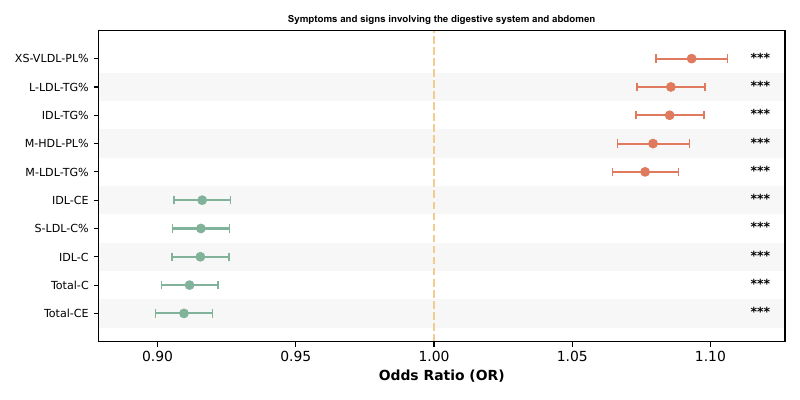 Symptoms and signs involving the digestive system and abdomen
XS-VLDL-PL% ***
L-LDL-TG% ***
IDL-TG% ***
M-HDL-PL% ***
M-LDL-TG% ***
IDL-CE ***
S-LDL-C% ***
IDL-C ***
Total-C ***
Total-CE ***
0.90 0.95 1.00 1.05 1.10
Odds Ratio (OR)